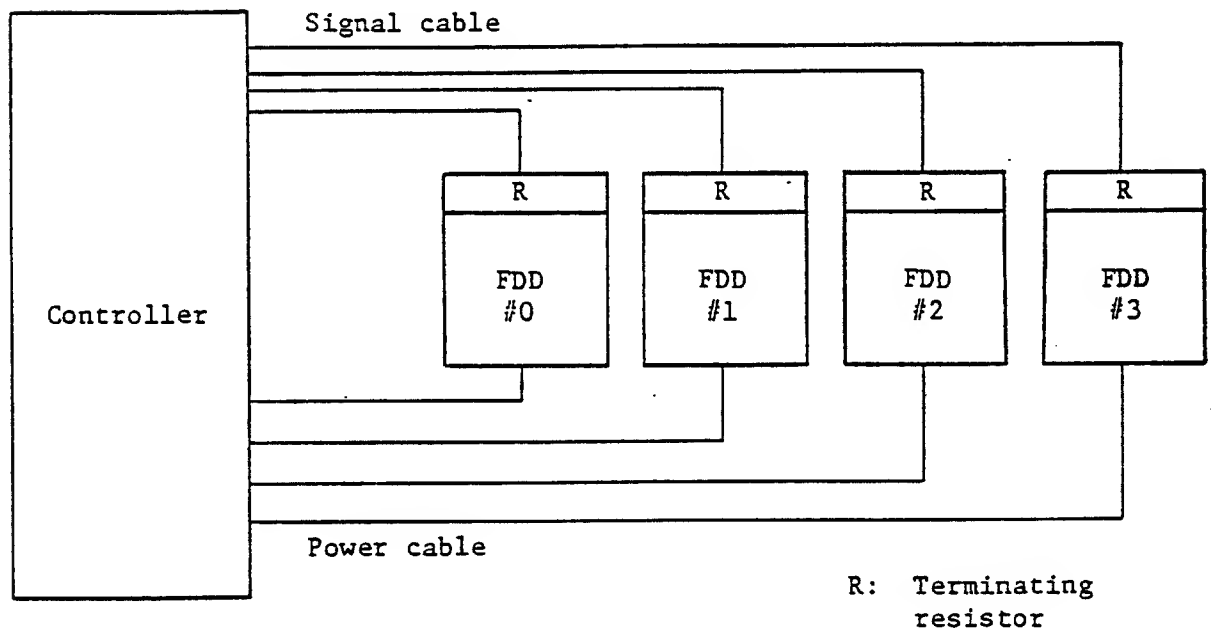 Signal cable
R
R
R
R
FDD
#0
FDD
#1
FDD
#2
FDD
#3
Controller
Power cable
R: Terminating
resistor